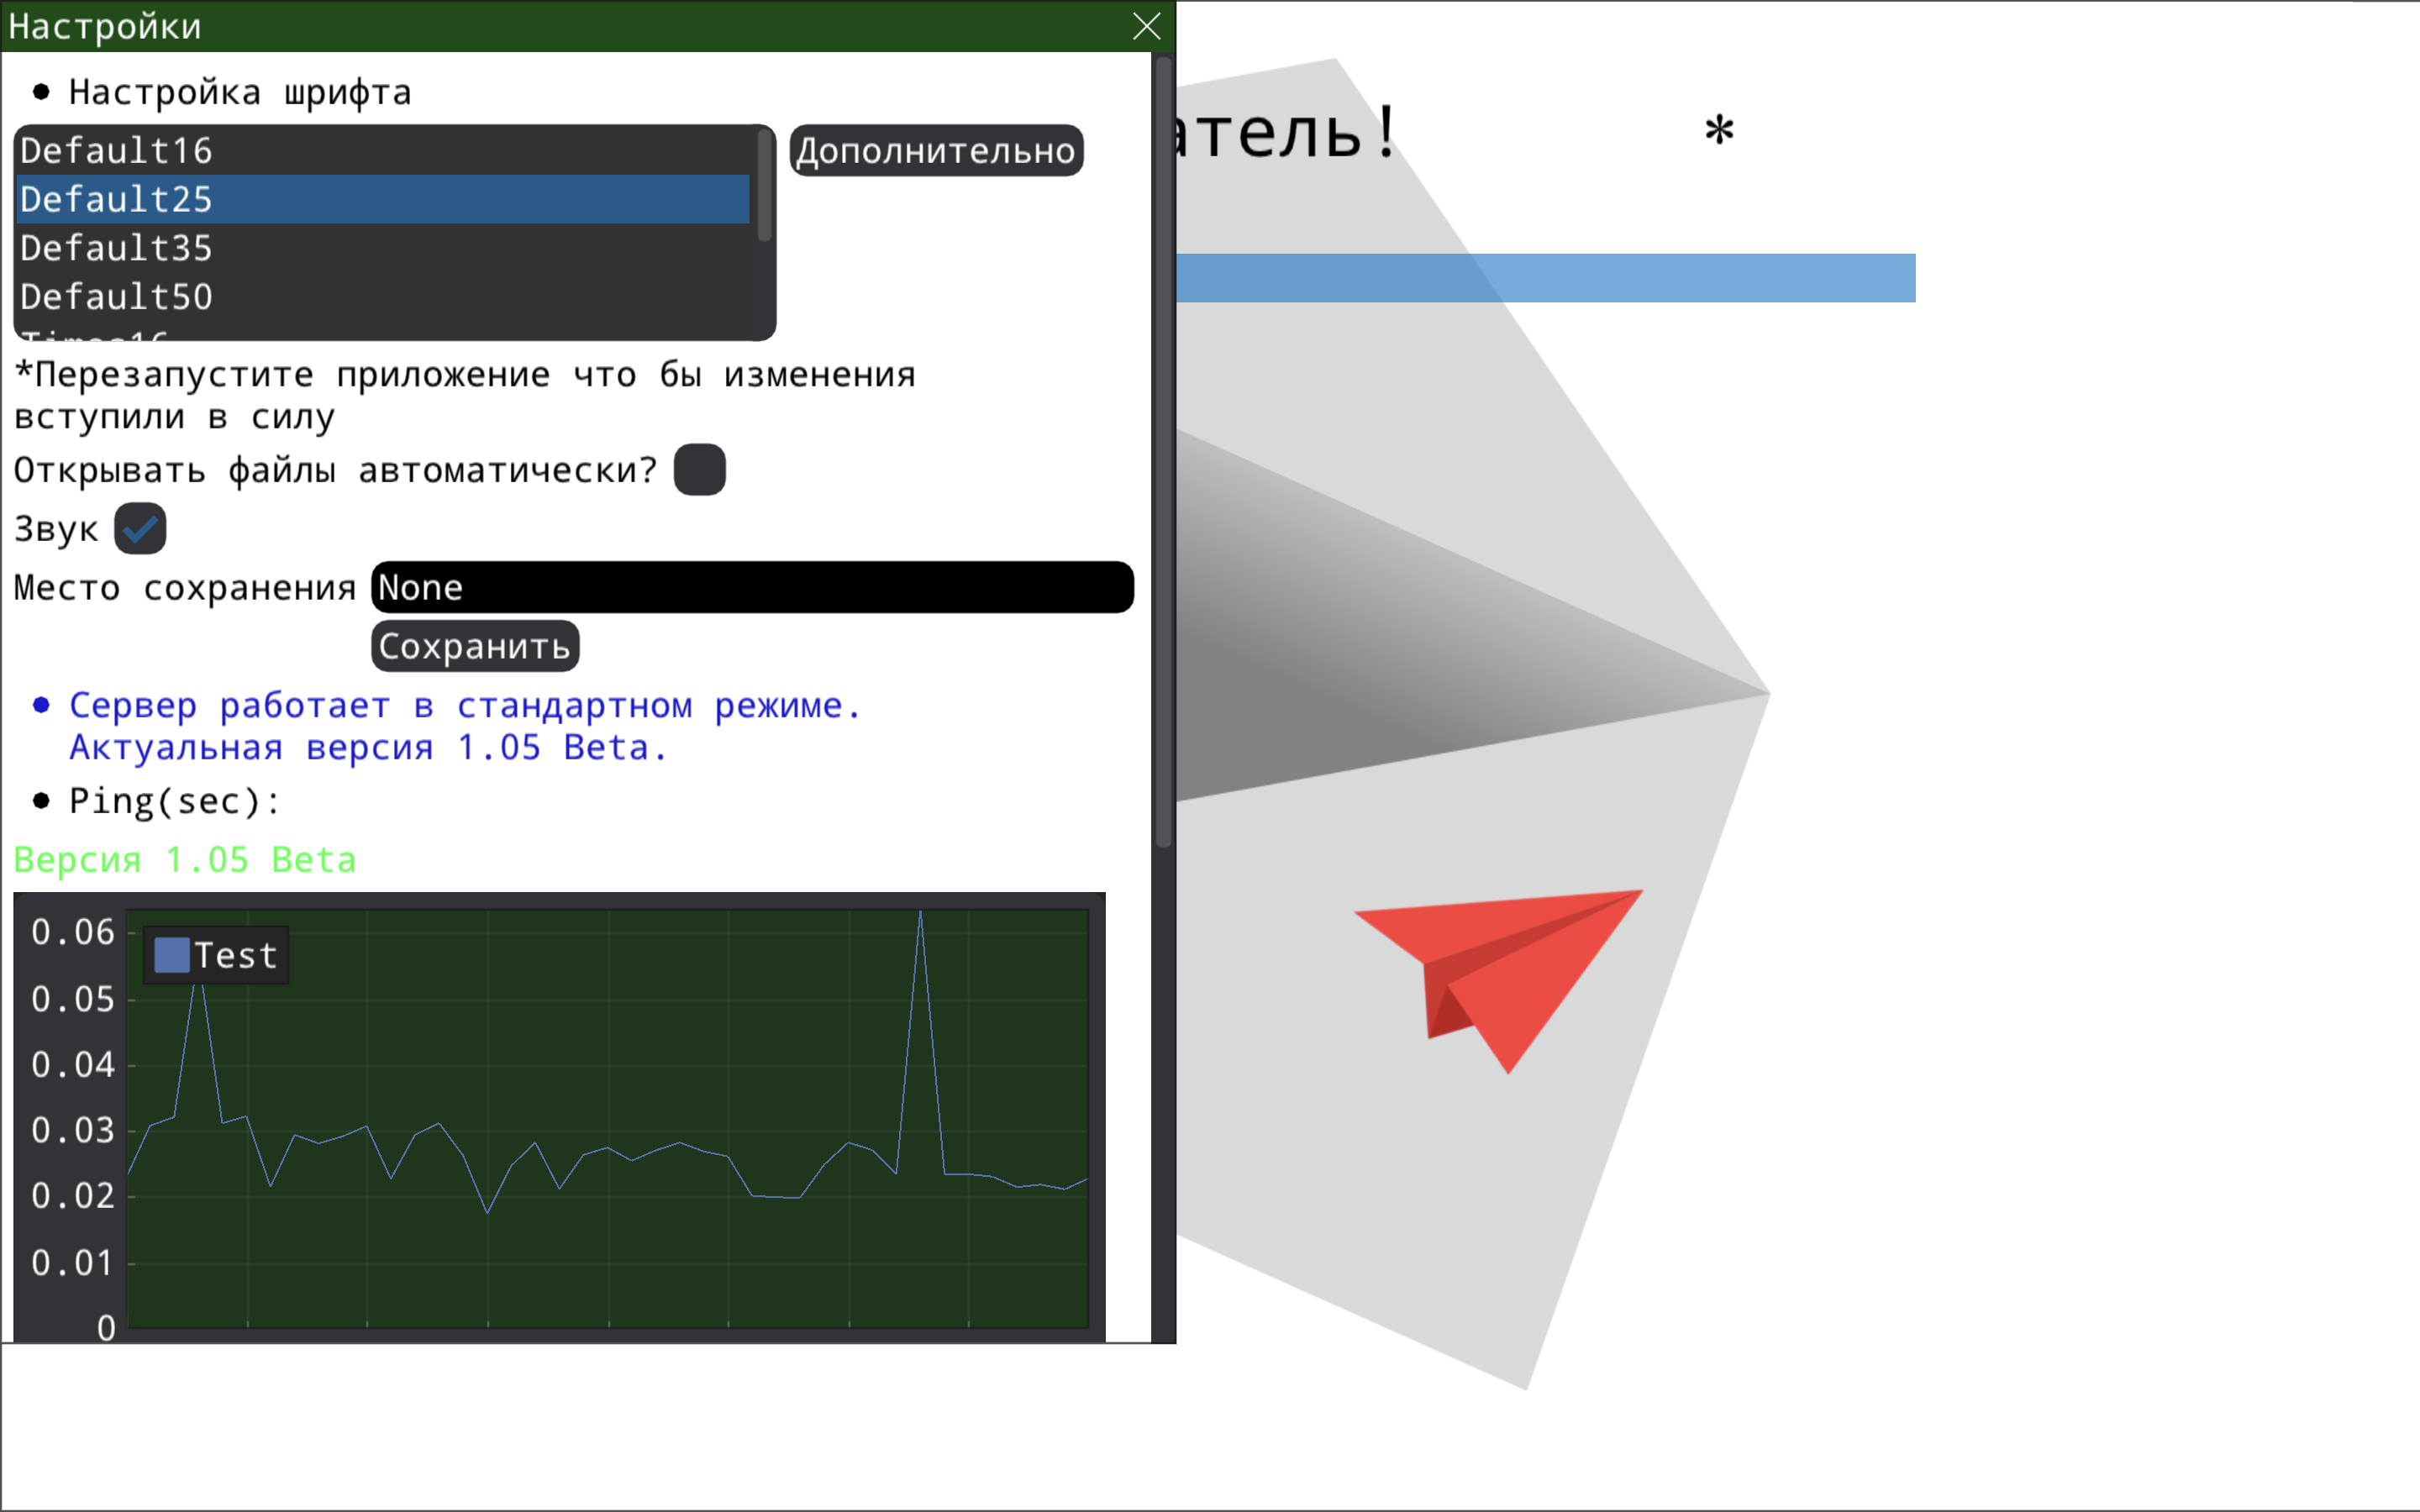 Настройки
Настройка шрифта
Default16
Дополнительно
Default25
Default35
Default50
*Перезапустите приложение что бы изменения
вступили в силу
Открывать файлы автоматически?
Звук
Место сохранения None
Сохранить
Сервер работает в стандартном режиме.
Актуальная версия 1.05 Beta.
Ping(sec):
Версия 1.05 Beta
0.06
Test
0.05
0.04
0.03
0.02
0.01
0
атель! *